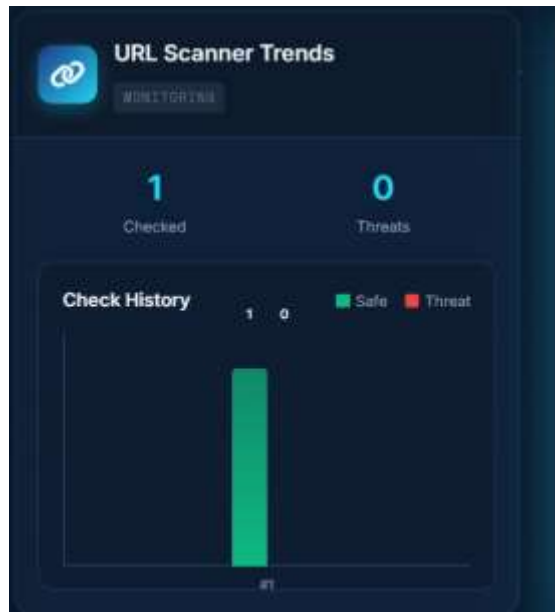 URL Scanner Trends
MONITORING
1 0
Checked Threats
Check History Safe Threat
1 0
#1